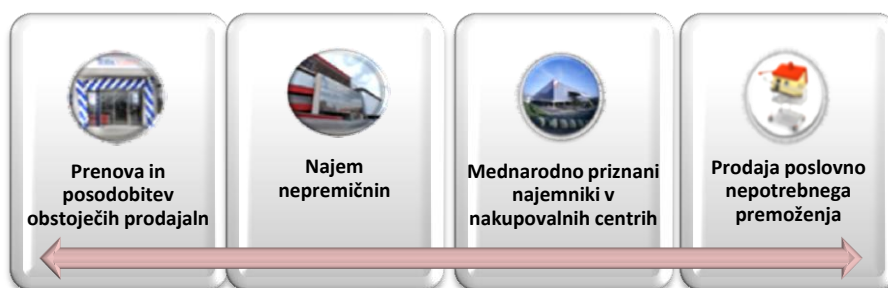 Prenova in
posodobitev
obstoječih prodajaln
Najem
nepremičnin
Mednarodno priznani
najemniki v
nakupovalnih centrih
Prodaja poslovno
nepotrebnega
premoženja